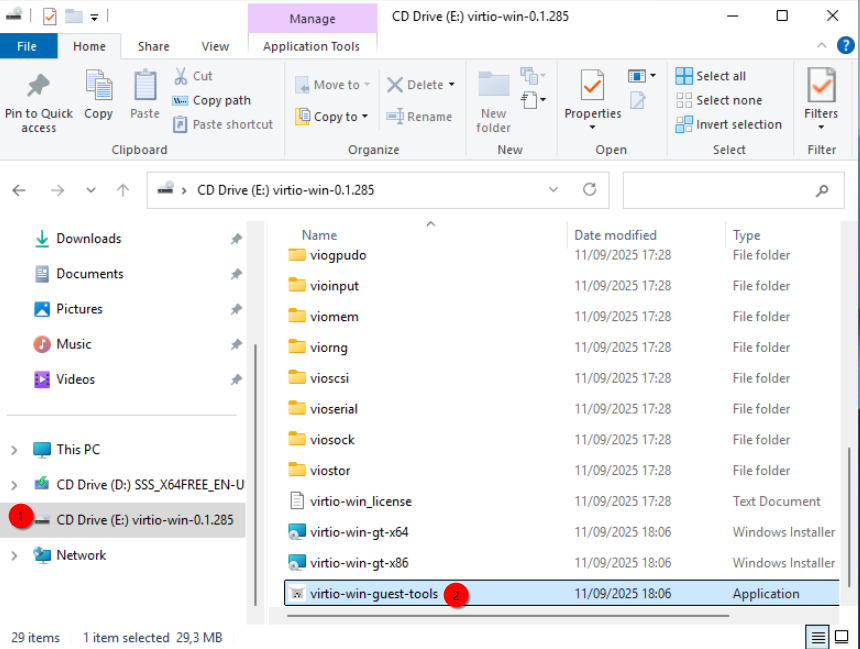 Manage
CD Drive (E:) virtio-win-0.1.285
File
Home
Share
View
Application Tools
Pin to Quick access
Copy
Paste
Cut
Copy path
Paste shortcut
Clipboard
Move to
Copy to
Delete
Rename
Organize
New folder
New
Properties
Open
Select all
Select none
Invert selection
Select
Filters
Filter
CD Drive (E:) virtio-win-0.1.285
Downloads
Documents
Pictures
Music
Videos
This PC
CD Drive (D:) SSS_X64FREE_EN-U
1 CD Drive (E:) virtio-win-0.1.285
Network
Name Date modified Type
viogpudo 11/09/2025 17:28 File folder
vioinput 11/09/2025 17:28 File folder
viomem 11/09/2025 17:28 File folder
viorng 11/09/2025 17:28 File folder
vioscsi 11/09/2025 17:28 File folder
vioserial 11/09/2025 17:28 File folder
viosock 11/09/2025 17:28 File folder
viostor 11/09/2025 17:28 File folder
virtio-win_license 11/09/2025 17:28 Text Document
virtio-win-gt-x64 11/09/2025 18:06 Windows Installer
virtio-win-gt-x86 11/09/2025 18:06 Windows Installer
virtio-win-guest-tools 2 11/09/2025 18:06 Application
29 items 1 item selected 29,3 MB